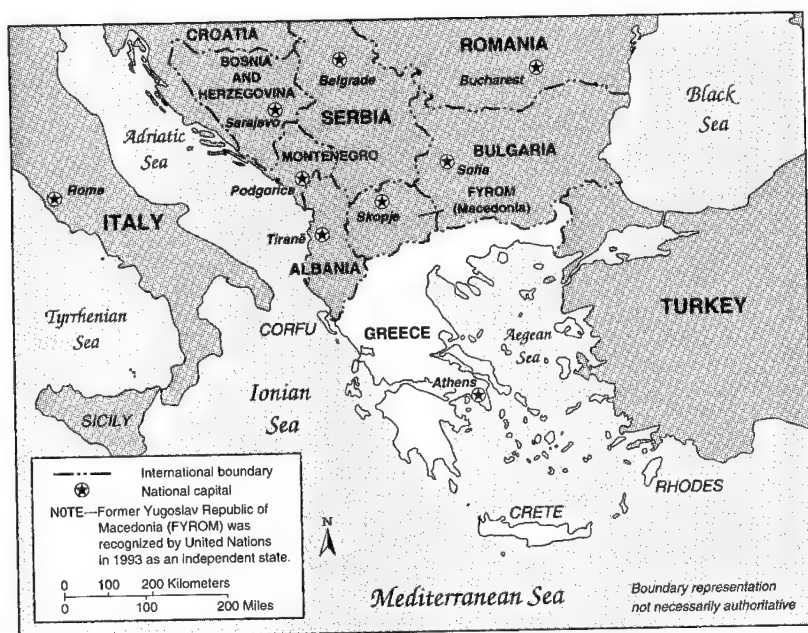 CROATIA
ROMANIA
BOSNIA
AND
HERZEGOVINA
Belgrade
Bucharest
Black
Sea
Sarajevo
SERBIA
Adriatic
Sea
MONTENEGRO
BULGARIA
Sofia
Rome
Podgorica
FYROM
(Macedonia)
Skopje
ITALY
Tiranë
ALBANIA
TURKEY
Tyrrhenian
Sea
CORFU
GREECE
Aegean
Sea
Ionian
Sea
Athens
SICILY
RHODES
CRETE
International boundary
National capital
NOTE---Former Yugoslav Republic of
Macedonia (FYROM) was
recognized by United Nations
in 1993 as an independent state.
0 100 200 Kilometers
0 100 200 Miles
N
Mediterranean Sea
Boundary representation
not necessarily authoritative